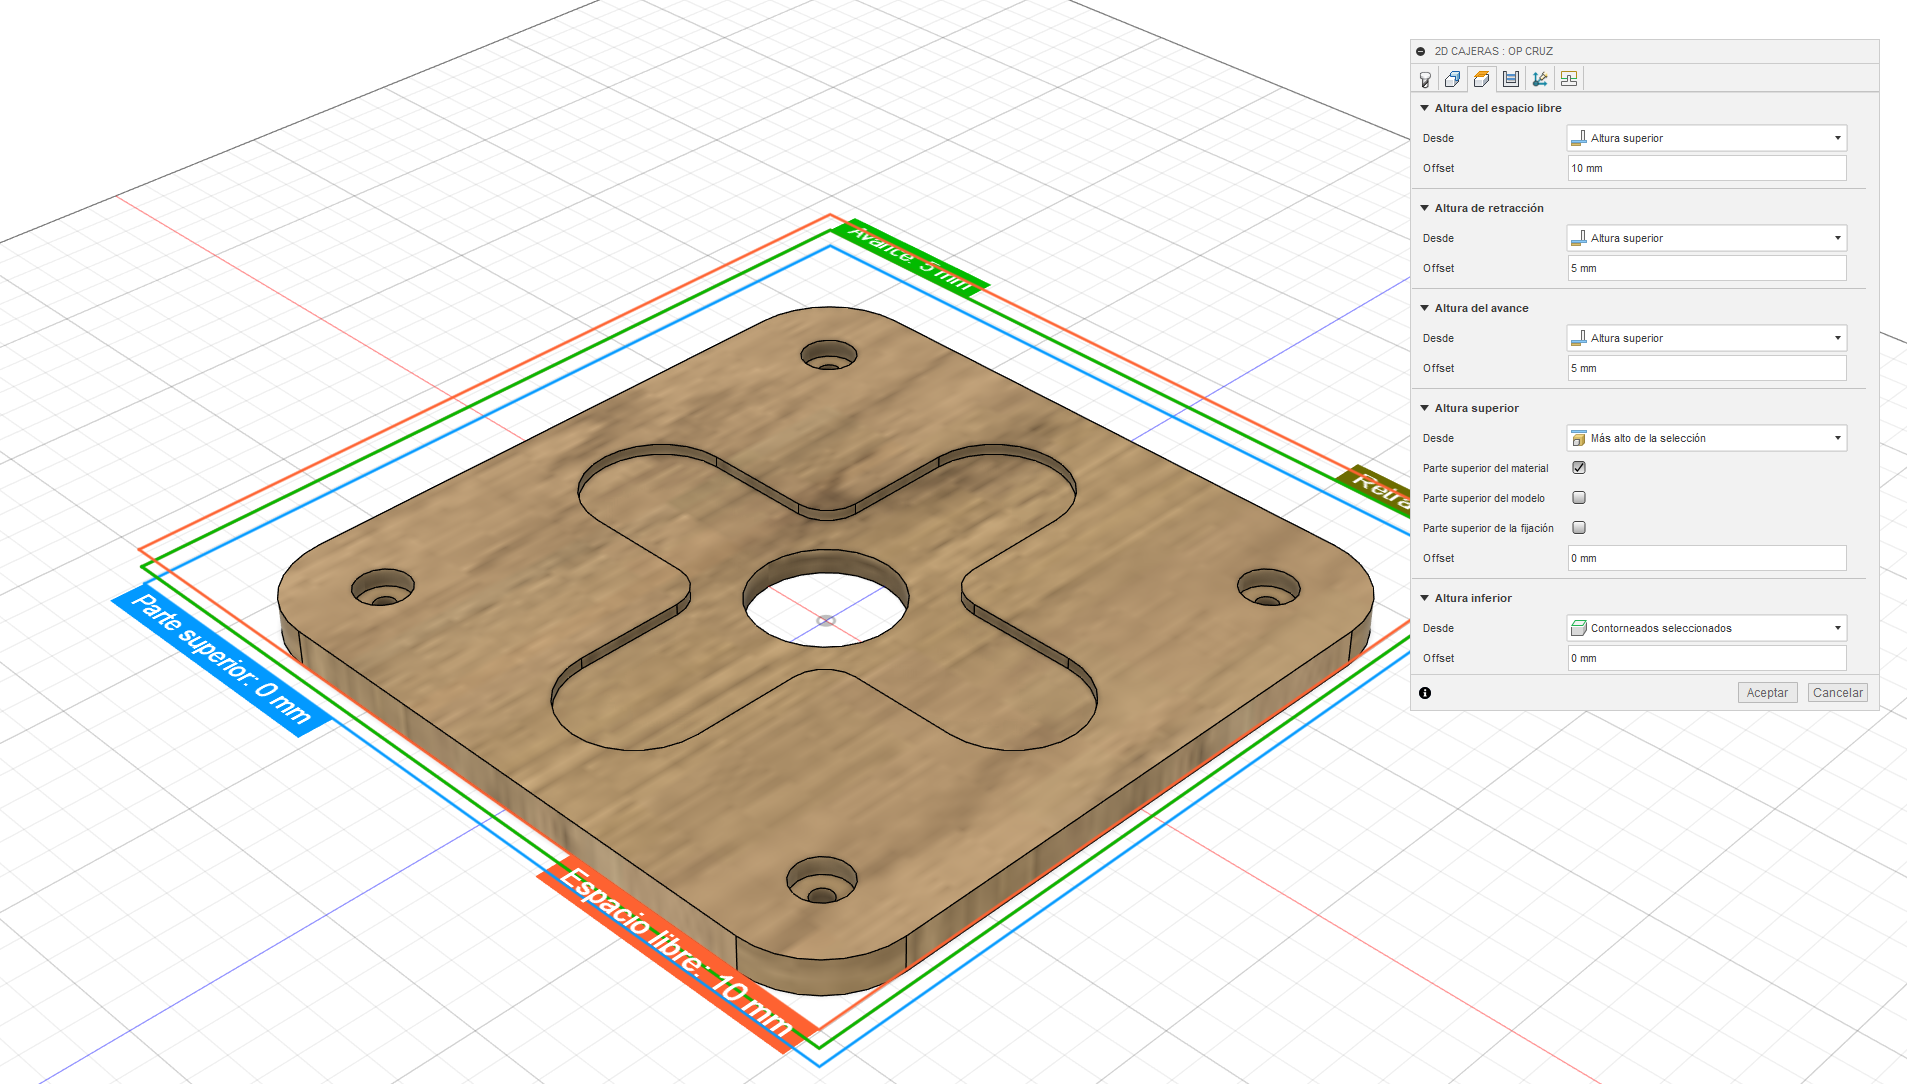 2D CAJERAS : OP CRUZ
Altura del espacio libre
Desde
Altura superior
Offset
10 mm
Altura de retracción
Desde
Altura superior
Offset
5 mm
Altura del avance
Desde
Altura superior
Offset
5 mm
Altura superior
Desde
Más alto de la selección
Parte superior del material
Parte superior del modelo
Parte superior de la fijación
Offset
0 mm
Altura inferior
Desde
Contorneados seleccionados
Offset
0 mm
Aceptar
Cancelar
Avance: 5 mm
Parte superior: 0 mm
Espacio libre: 10 mm